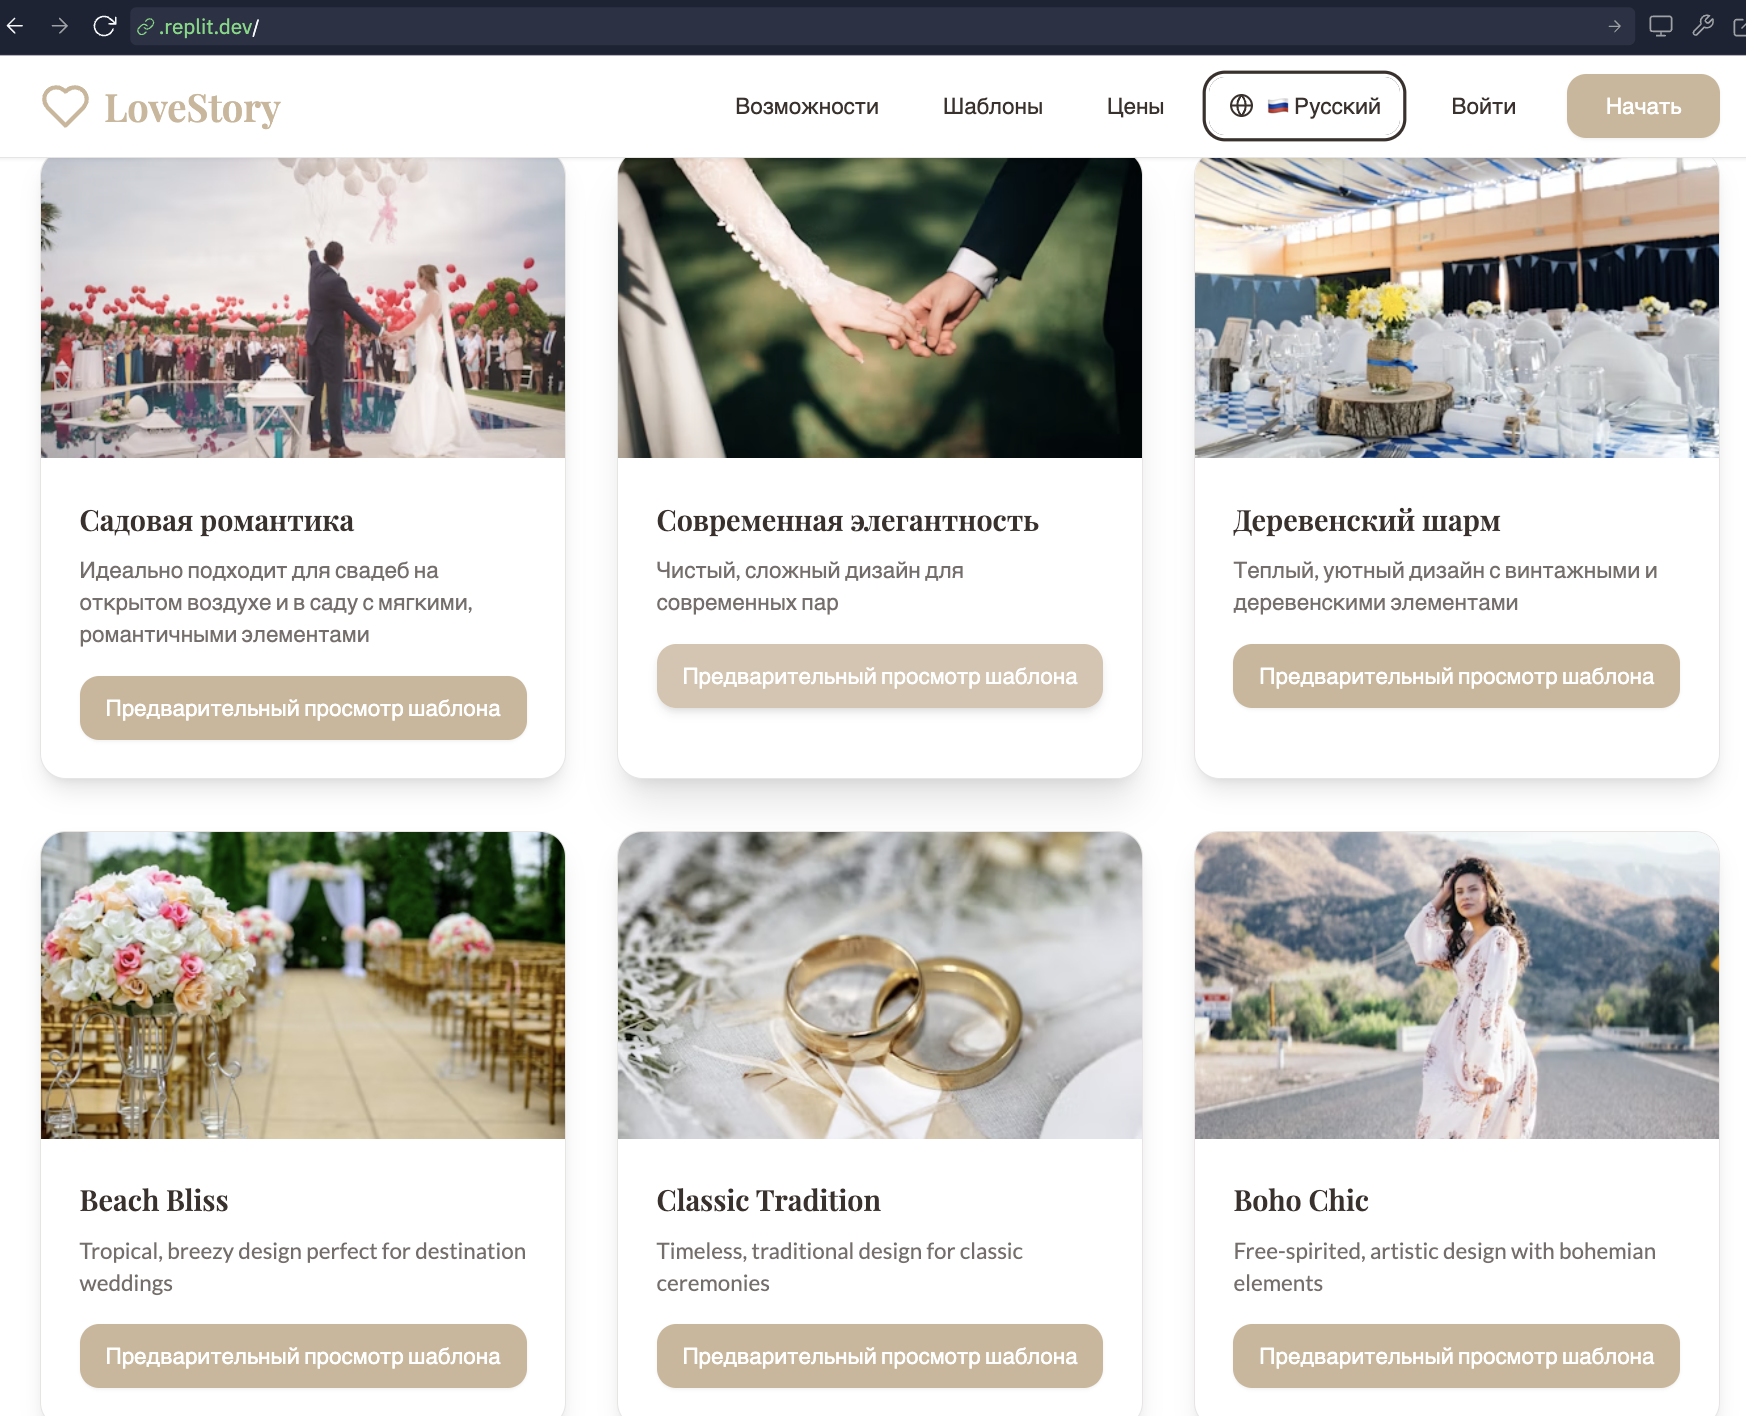 .replit.dev/
LoveStory
Возможности
Шаблоны
Цены
🇷🇺 Русский
Войти
Начать
Садовая романтика
Идеально подходит для свадеб на
открытом воздухе и в саду с мягкими,
романтичными элементами
Предварительный просмотр шаблона
Современная элегантность
Чистый, сложный дизайн для
современных пар
Предварительный просмотр шаблона
Деревенский шарм
Теплый, уютный дизайн с винтажными и
деревенскими элементами
Предварительный просмотр шаблона
Beach Bliss
Tropical, breezy design perfect for destination
weddings
Предварительный просмотр шаблона
Classic Tradition
Timeless, traditional design for classic
ceremonies
Предварительный просмотр шаблона
Boho Chic
Free-spirited, artistic design with bohemian
elements
Предварительный просмотр шаблона